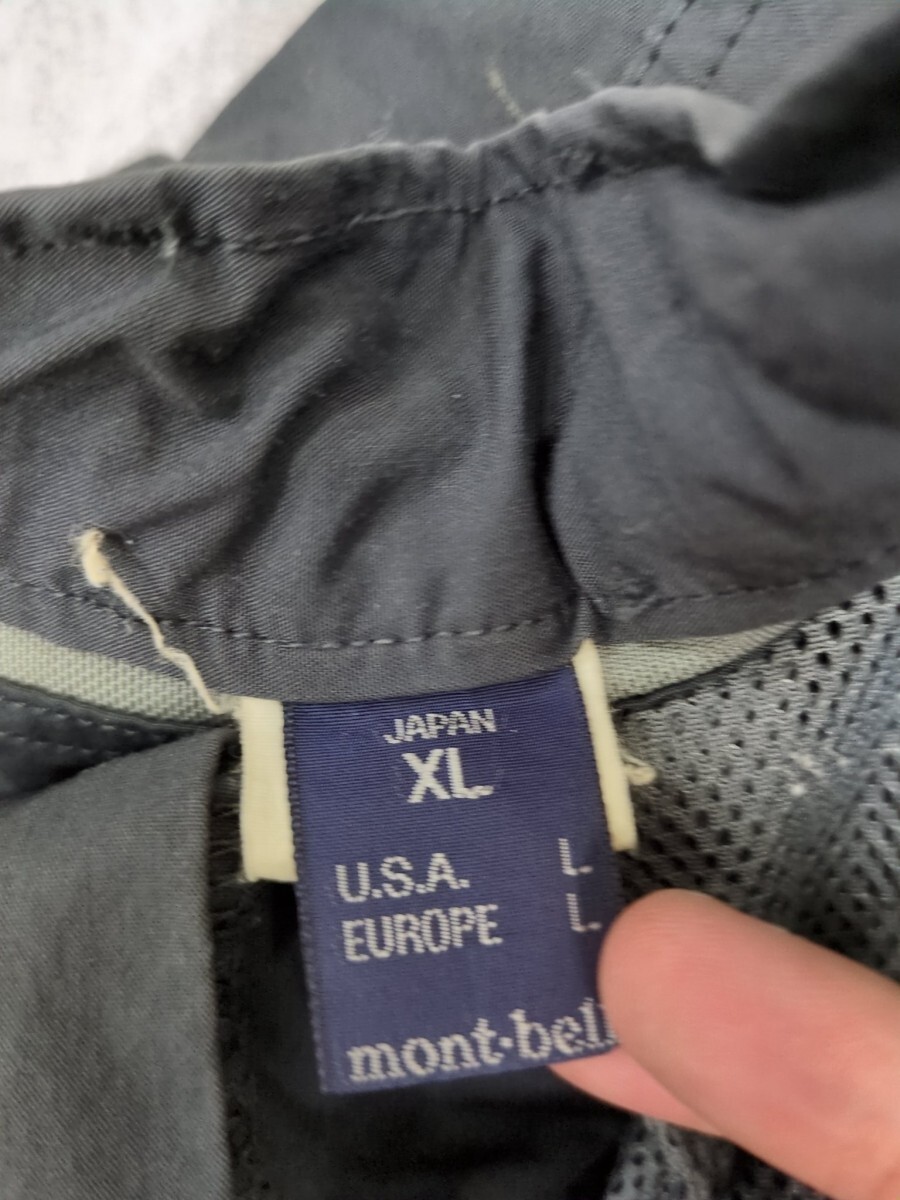 JAPAN
XL
U.S.A. L
EUROPE L
mont·bell